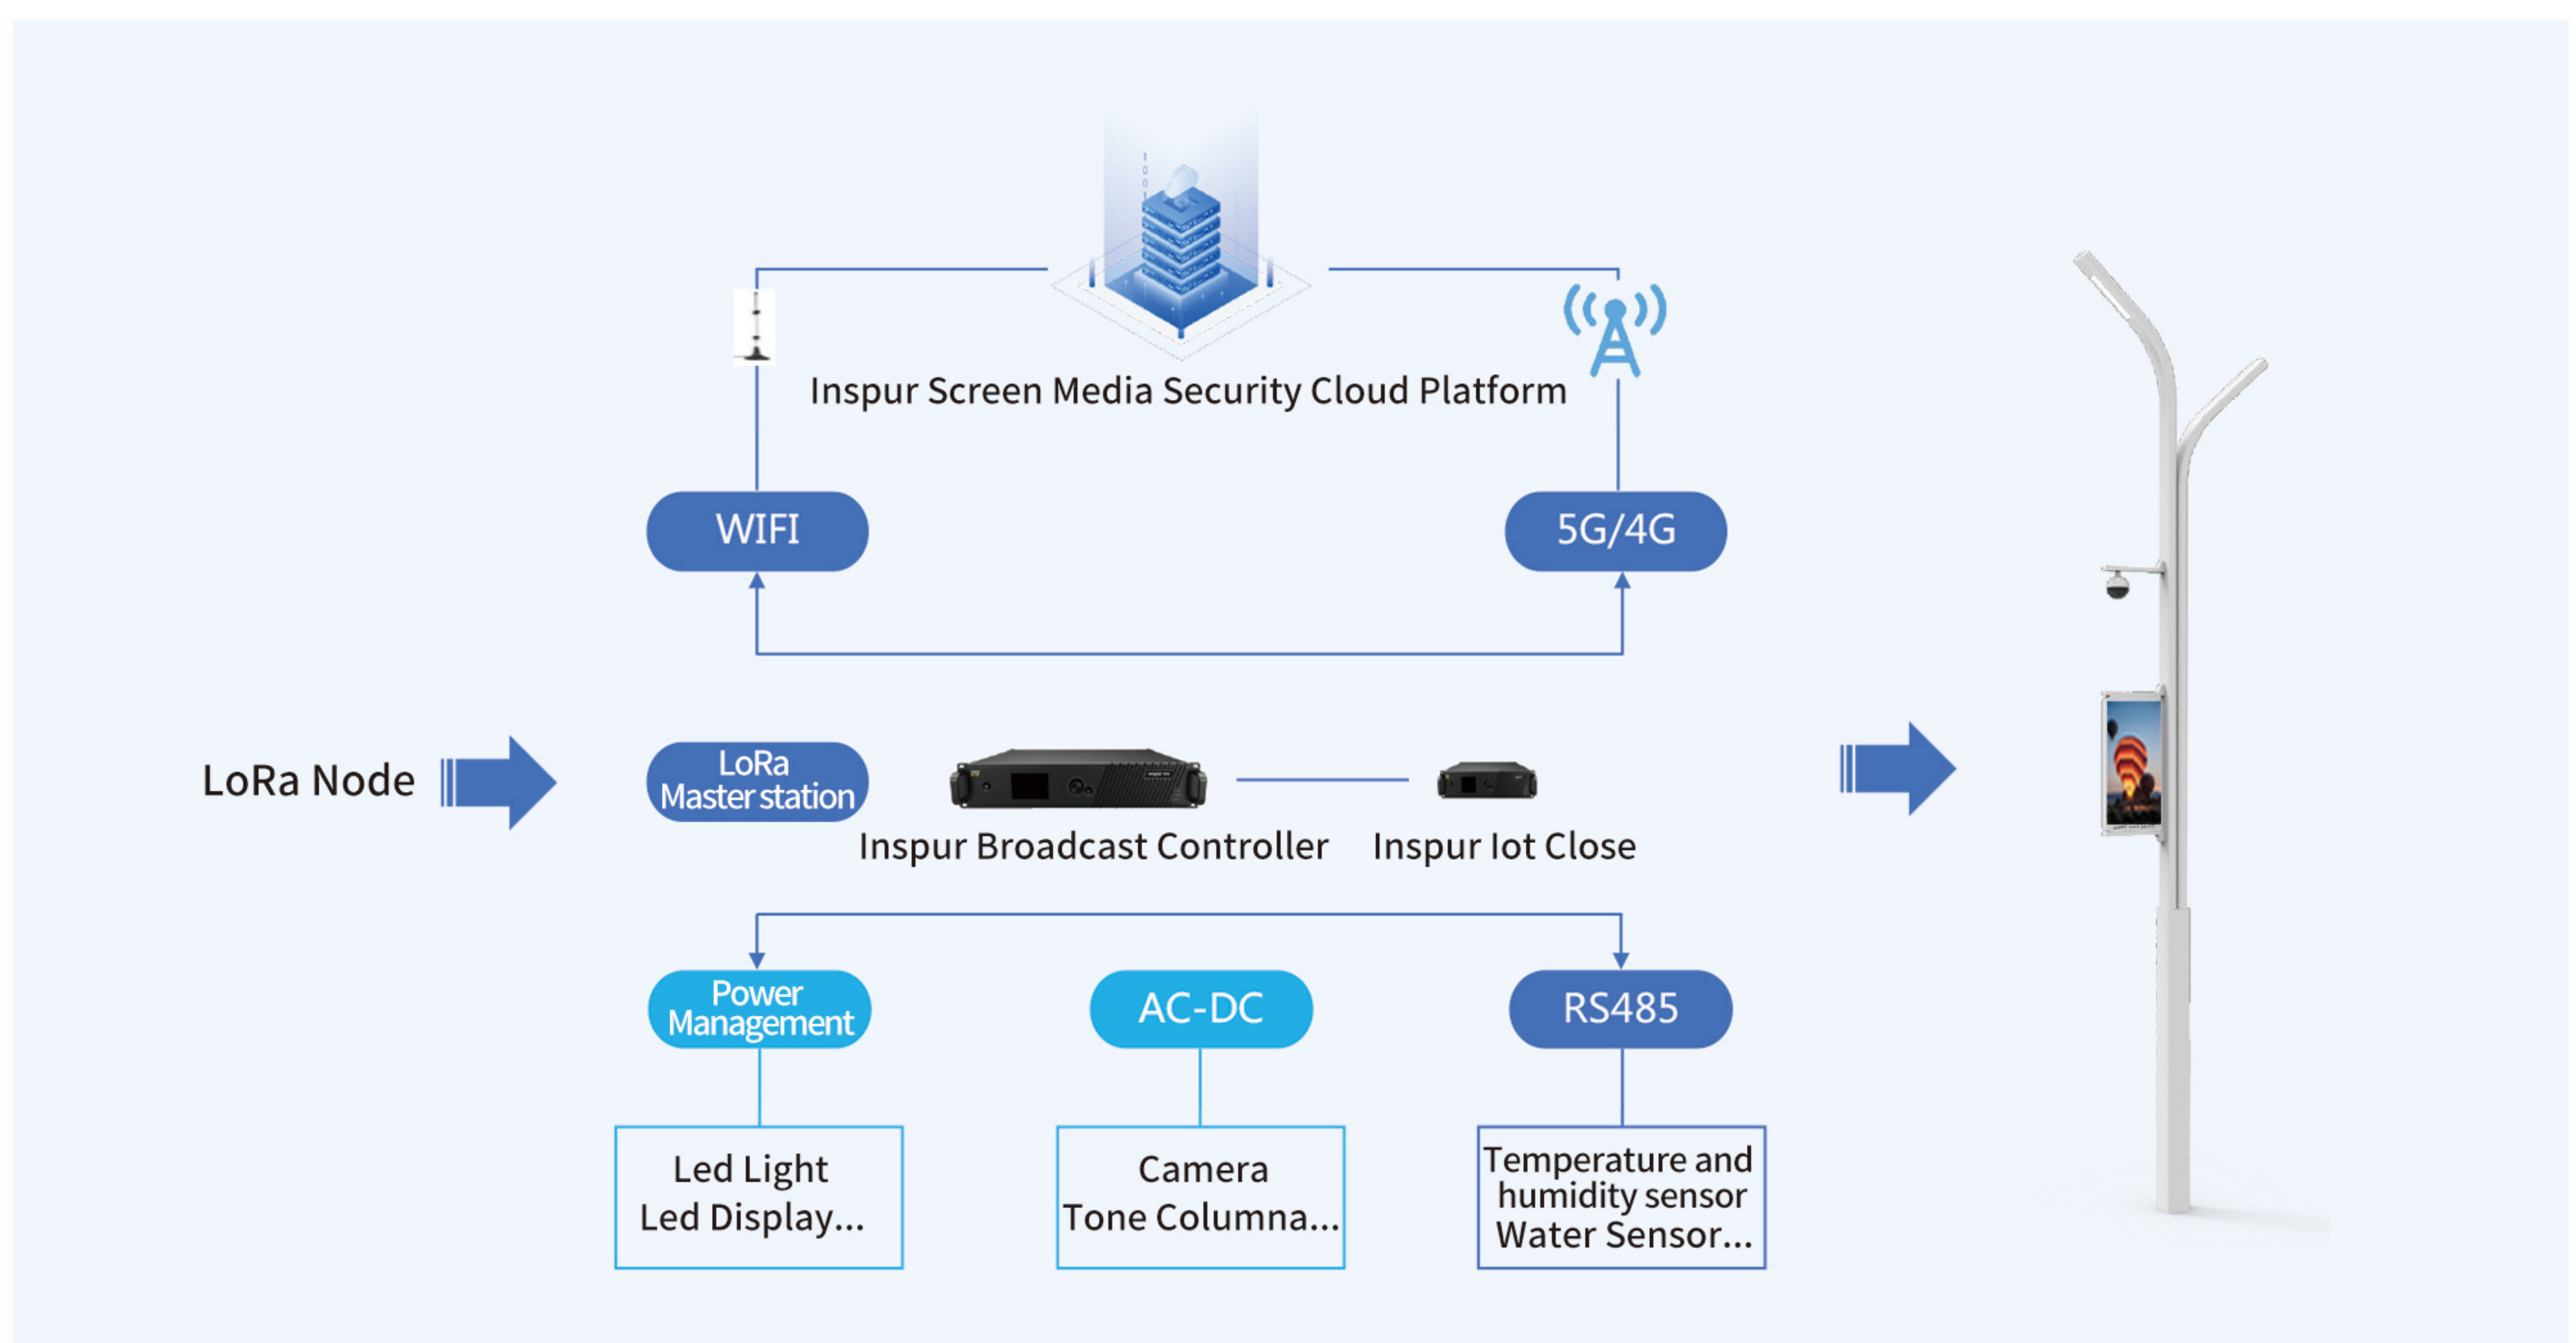 Inspur Screen Media Security Cloud Platform
WIFI
5G/4G
LoRa Node
LoRa
Master station
Inspur Broadcast Controller
Inspur Iot Close
Power
Management
AC-DC
RS485
Led Light
Led Display...
Camera
Tone Columna...
Temperature and
humidity sensor
Water Sensor...